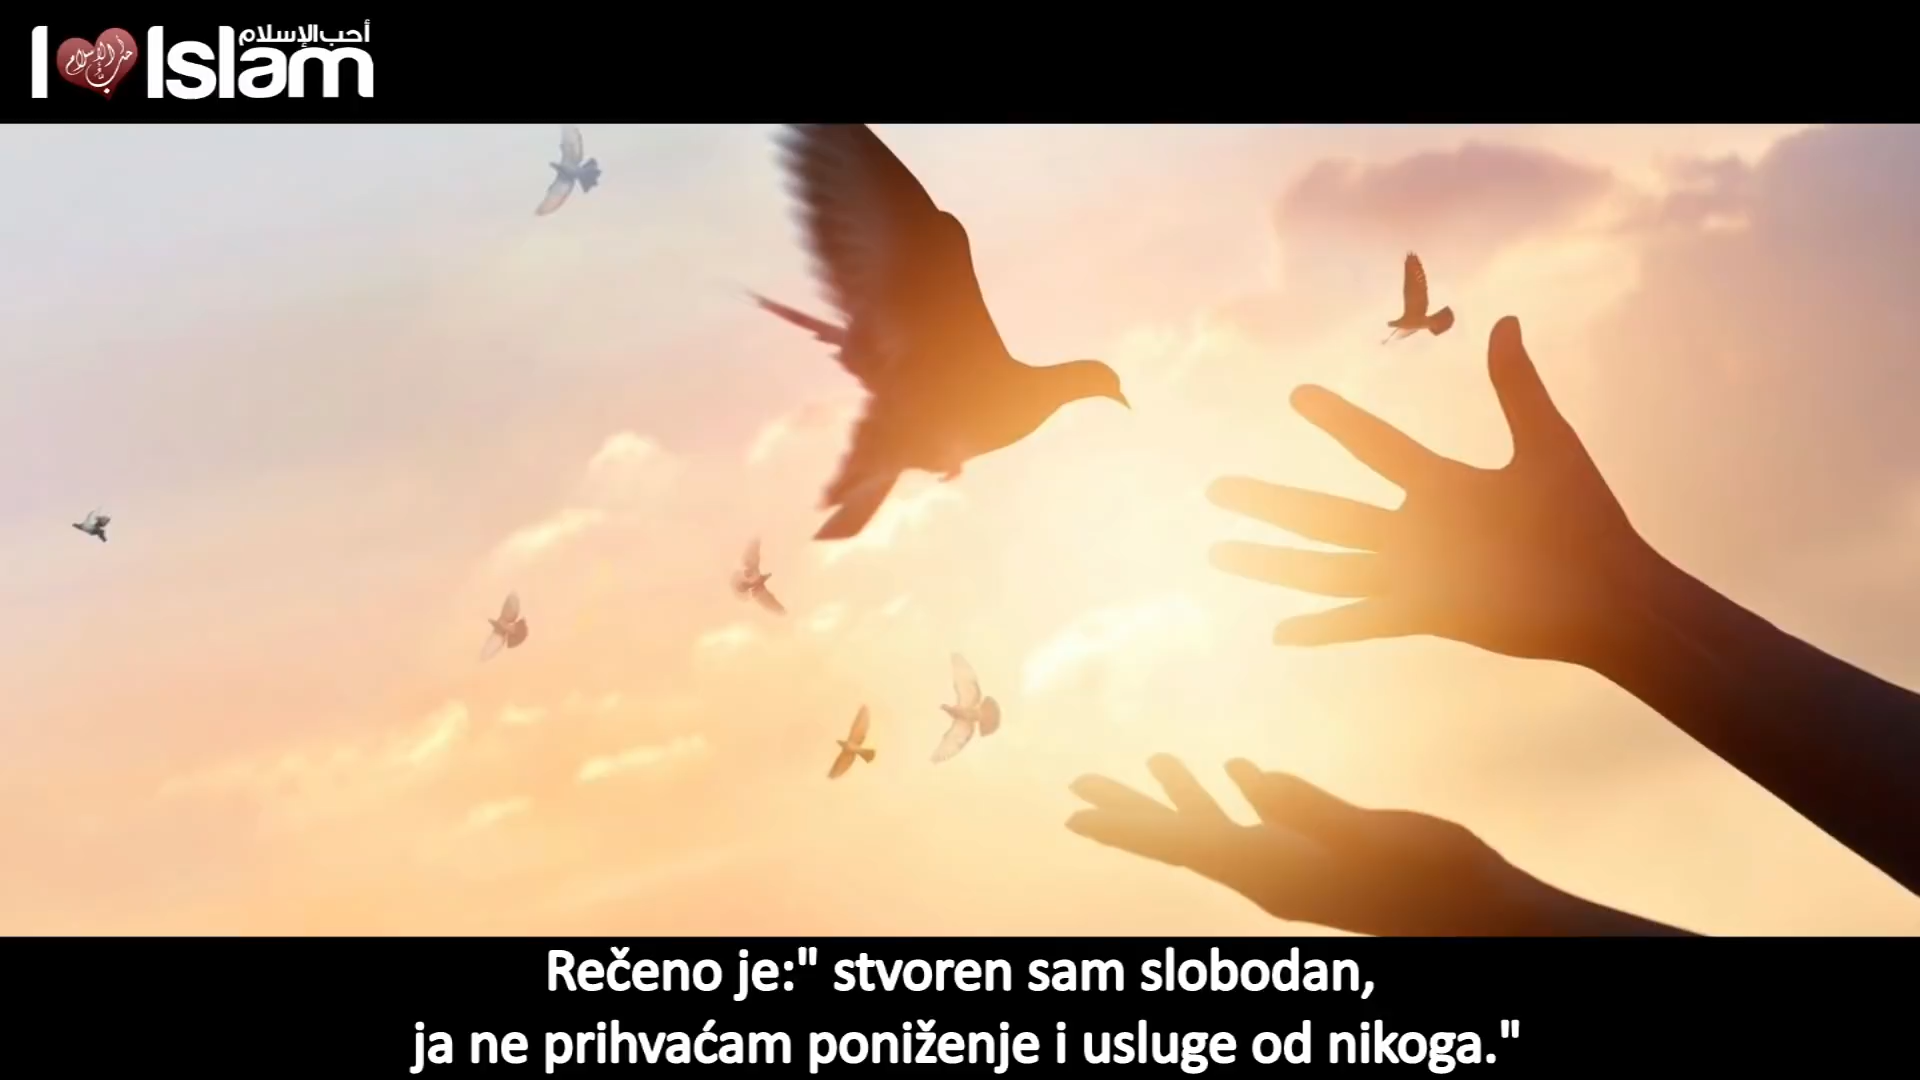 I Islam
أحب الإسلام
Rečeno je:" stvoren sam slobodan,
ja ne prihvaćam poniženje i usluge od nikoga."